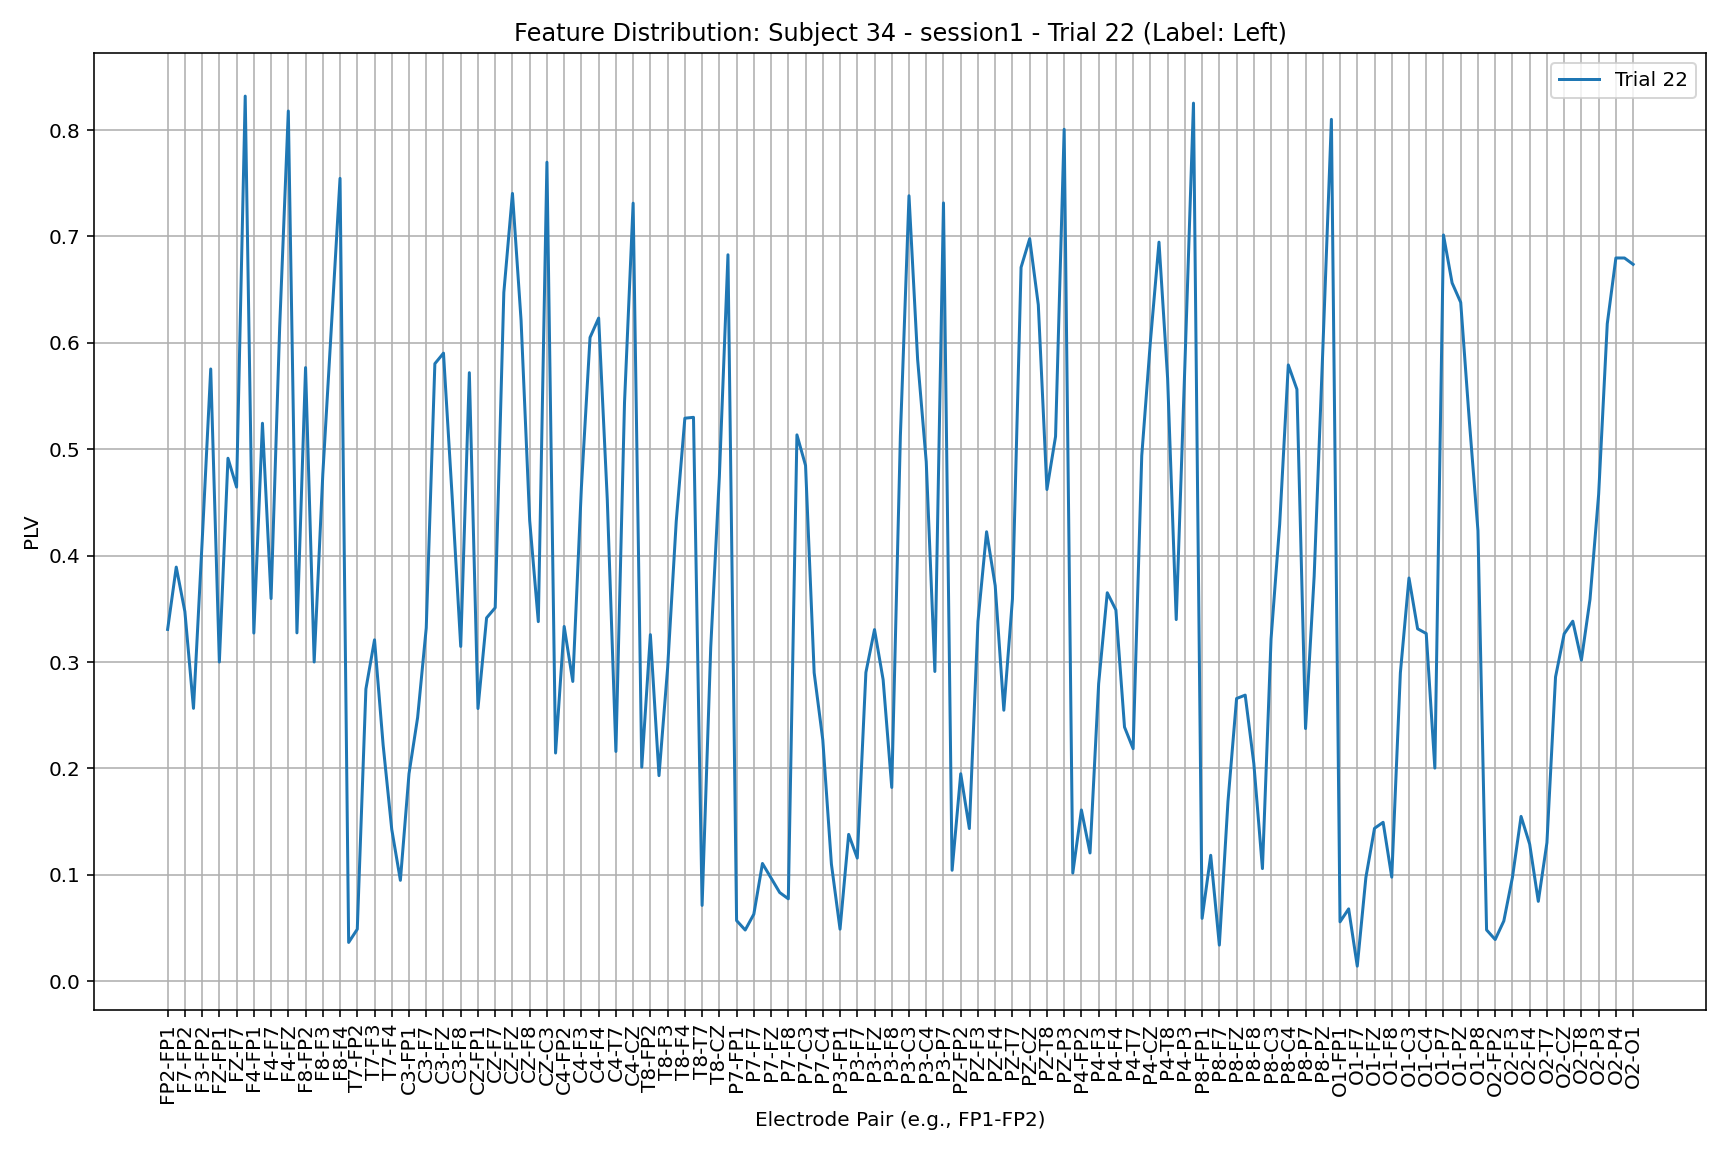 Feature Distribution: Subject 34 - session1 - Trial 22 (Label: Left)
Trial 22
PLV
0.8
0.7
0.6
0.5
0.4
0.3
0.2
0.1
0.0
FP2-FP1
F7-FP2
F3-FP2
FZ-FP1
FZ-F7
F4-FP1
F4-F7
F4-FZ
F8-FP2
F8-F3
F8-F4
T7-FP2
T7-F3
T7-F4
C3-FP1
C3-F7
C3-FZ
C3-F8
CZ-FP1
CZ-F7
CZ-FZ
CZ-F8
CZ-C3
C4-FP2
C4-F3
C4-F4
C4-T7
C4-CZ
T8-FP2
T8-F3
T8-F4
T8-T7
T8-CZ
P7-FP1
P7-F7
P7-FZ
P7-F8
P7-C3
P7-C4
P3-FP1
P3-F7
P3-FZ
P3-F8
P3-C3
P3-C4
P3-P7
PZ-FP2
PZ-F3
PZ-F4
PZ-T7
PZ-CZ
PZ-T8
PZ-P3
P4-FP2
P4-F3
P4-F4
P4-T7
P4-CZ
P4-T8
P4-P3
P8-FP1
P8-F7
P8-FZ
P8-F8
P8-C3
P8-C4
P8-P7
P8-PZ
O1-FP1
O1-F7
O1-FZ
O1-F8
O1-C3
O1-C4
O1-P7
O1-PZ
O1-P8
O2-FP2
O2-F3
O2-F4
O2-T7
O2-CZ
O2-T8
O2-P3
O2-P4
O2-O1
Electrode Pair (e.g., FP1-FP2)